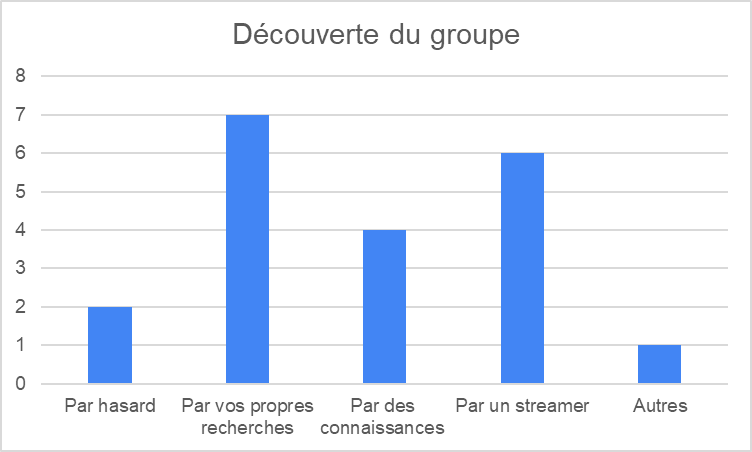 Découverte du groupe
8
7
6
5
4
3
2
1
0
Par hasard
Par vos propres
recherches
Par des
connaissances
Par un streamer
Autres